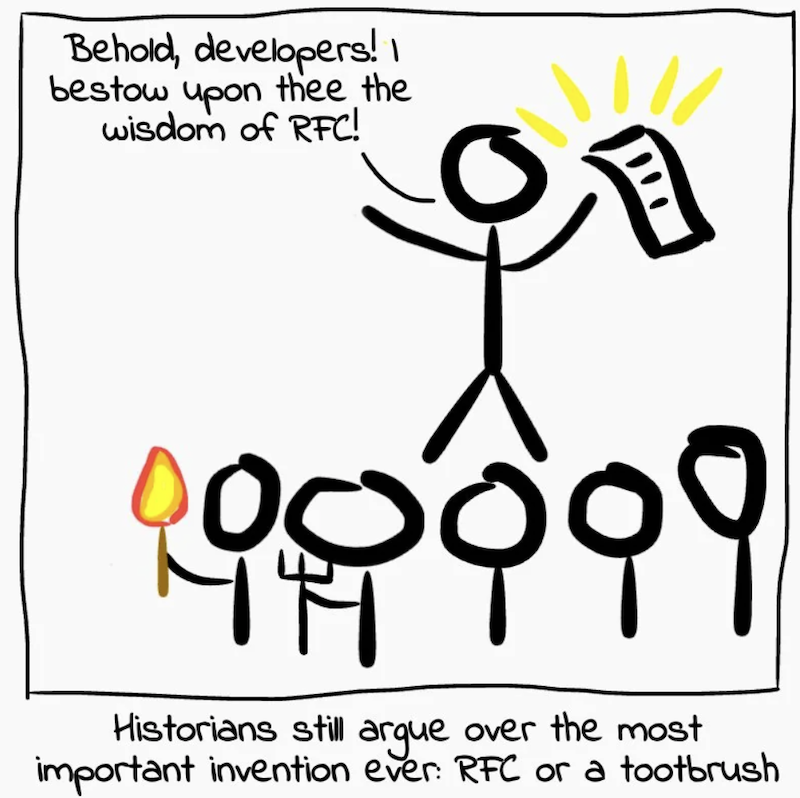 Behold, developers! I
bestow upon thee the
wisdom of RFC!
Historians still argue over the most
important invention ever: RFC or a tootbrush